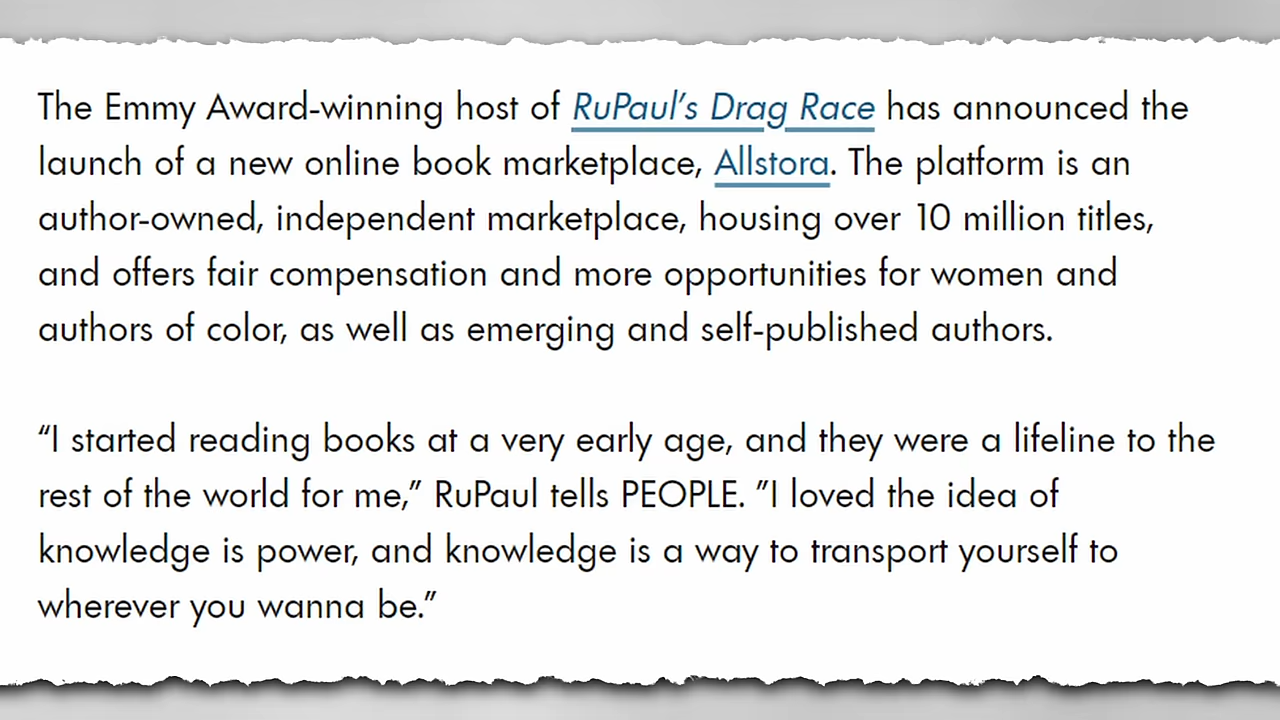 The Emmy Award-winning host of RuPaul’s Drag Race has announced the
launch of a new online book marketplace, Allstora. The platform is an
author-owned, independent marketplace, housing over 10 million titles,
and offers fair compensation and more opportunities for women and
authors of color, as well as emerging and self-published authors.
“I started reading books at a very early age, and they were a lifeline to the
rest of the world for me,” RuPaul tells PEOPLE. ”I loved the idea of
knowledge is power, and knowledge is a way to transport yourself to
wherever you wanna be.”